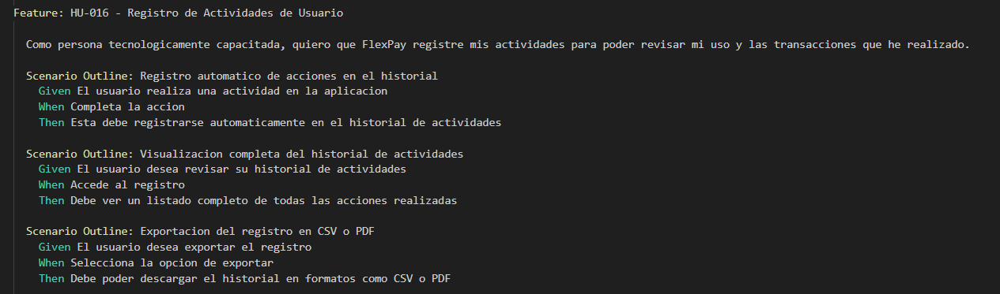 Feature: HU-016 - Registro de Actividades de Usuario
Como persona tecnologicamente capacitada, quiero que FlexPay registre mis actividades para poder revisar mi uso y las transacciones que he realizado.
Scenario Outline: Registro automatico de acciones en el historial
Given El usuario realiza una actividad en la aplicacion
When Completa la accion
Then Esta debe registrarse automaticamente en el historial de actividades
Scenario Outline: Visualizacion completa del historial de actividades
Given El usuario desea revisar su historial de actividades
When Accede al registro
Then Debe ver un listado completo de todas las acciones realizadas
Scenario Outline: Exportacion del registro en CSV o PDF
Given El usuario desea exportar el registro
When Selecciona la opcion de exportar
Then Debe poder descargar el historial en formatos como CSV o PDF